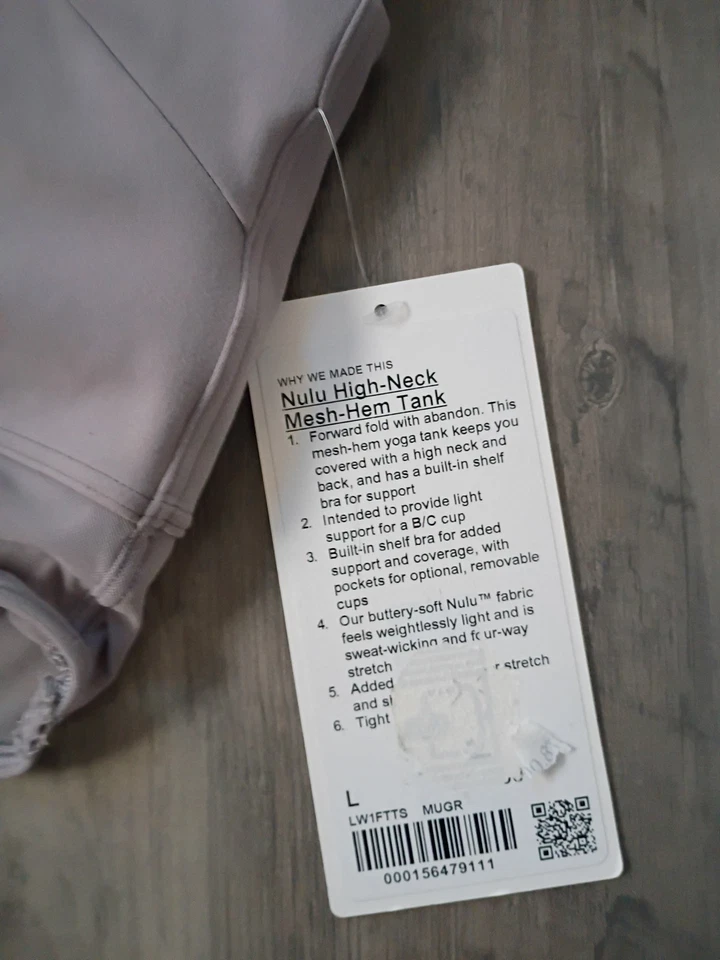 WHY WE MADE THIS
Nulu High-Neck
Mesh-Hem Tank
1. Forward fold with abandon. This
mesh-hem yoga tank keeps you
covered with a high neck and
back, and has a built-in shelf
bra for support
2. Intended to provide light
support for a B/C cup
3. Built-in shelf bra for added
support and coverage, with
pockets for optional, removable
cups
4. Our buttery-soft Nulu™ fabric
feels weightlessly light and is
sweat-wicking and four-way
stretch
5. Added stretch
and
6. Tight
L
LW1FTTS MUGR
000156479111